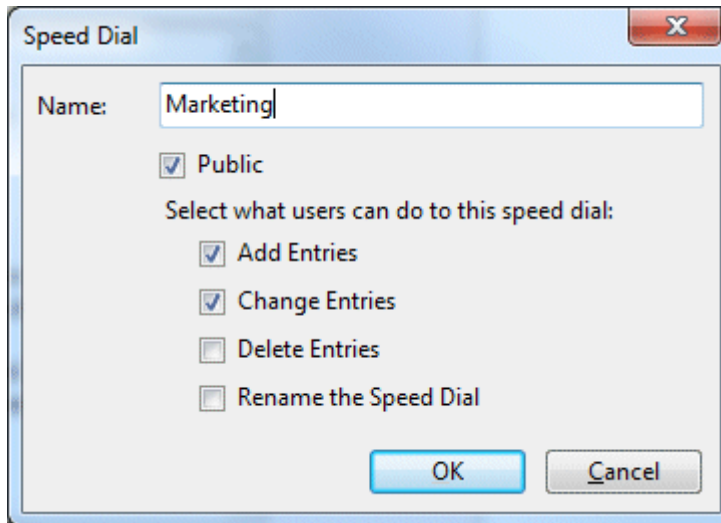 Speed Dial
Name: Marketing
Public
Select what users can do to this speed dial:
Add Entries
Change Entries
Delete Entries
Rename the Speed Dial
OK Cancel